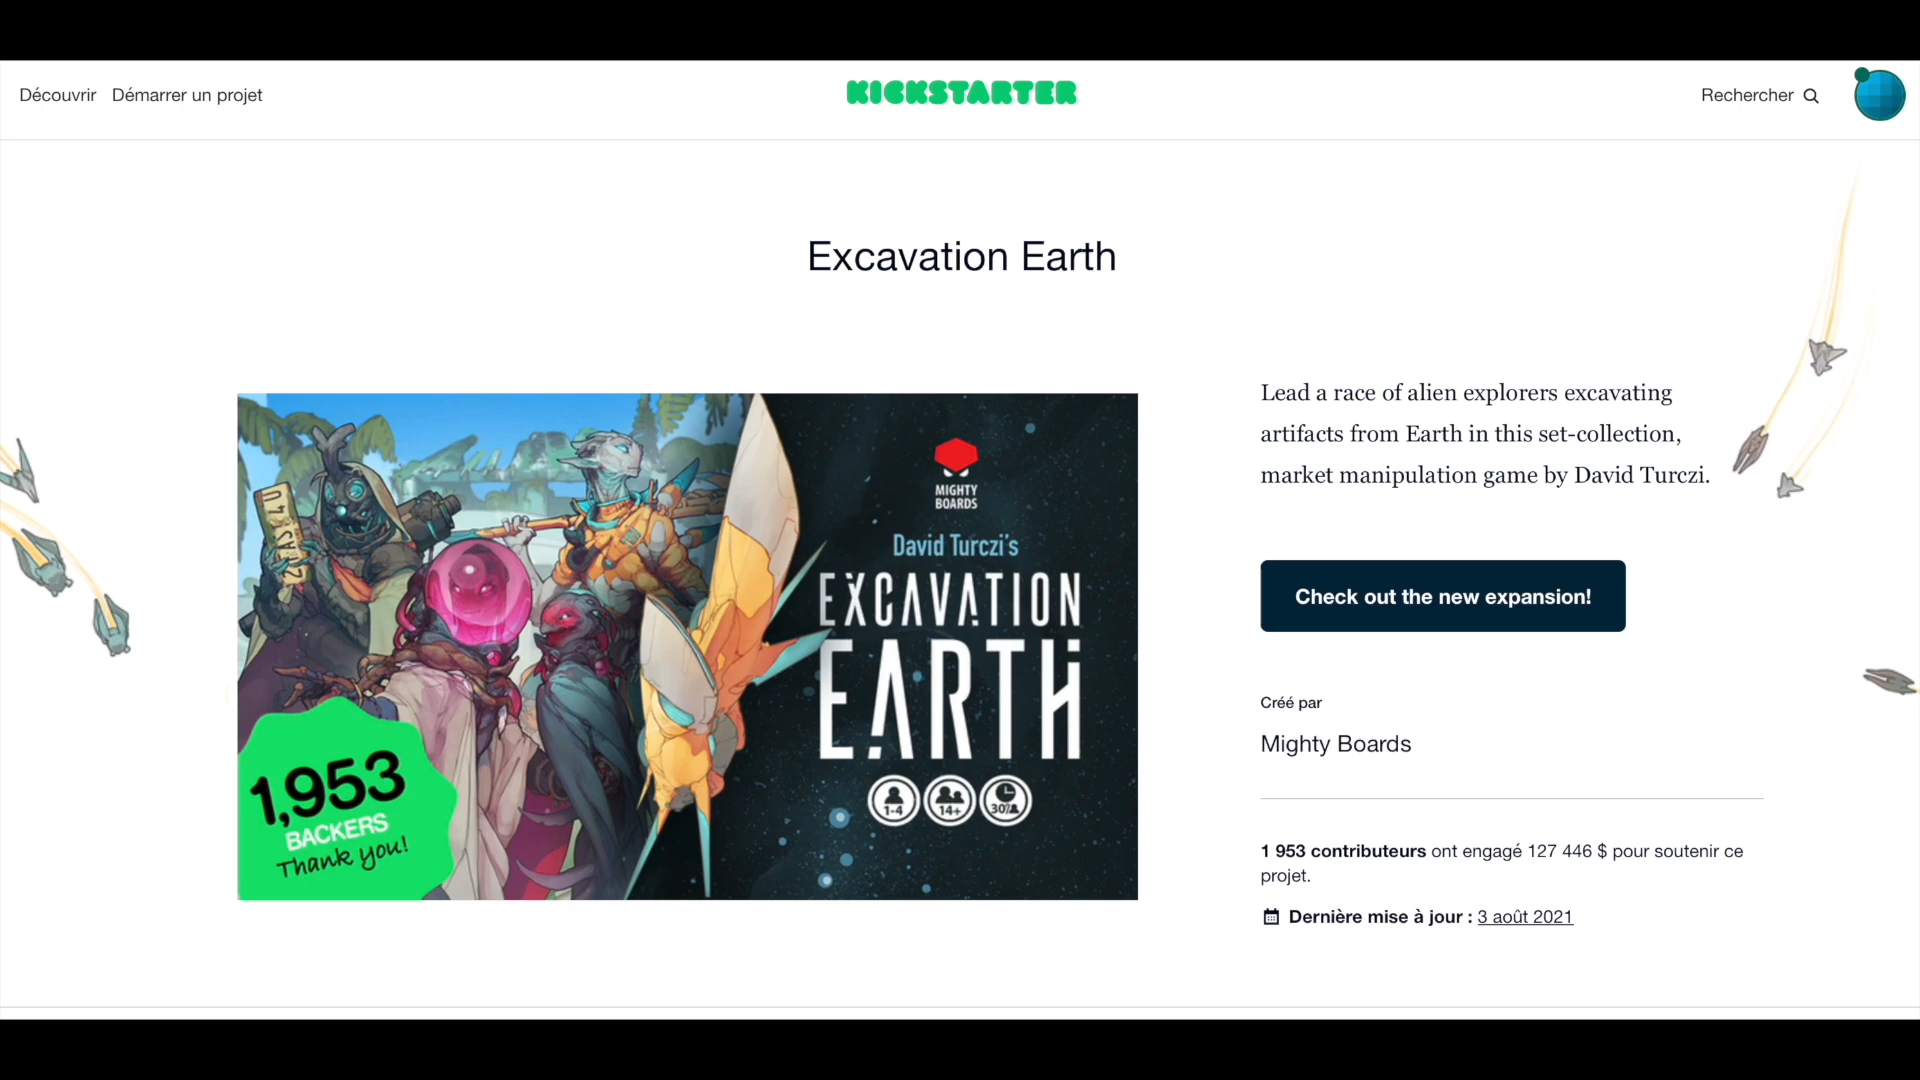 Découvrir
Démarrer un projet
KICKSTARTER
Rechercher
Excavation Earth
MIGHTY
BOARDS
David Turczi's
EXCAVATION
EARTH
1-4
14+
1,953
BACKERS
Thank you!
Lead a race of alien explorers excavating
artifacts from Earth in this set-collection,
market manipulation game by David Turczi.
Check out the new expansion!
Créé par
Mighty Boards
1 953 contributeurs ont engagé 127 446 $ pour soutenir ce
projet.
Dernière mise à jour : 3 août 2021